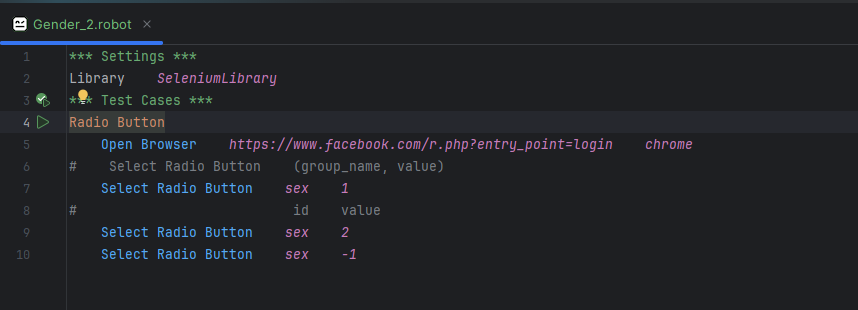 Gender_2.robot
1 *** Settings ***
2 Library    SeleniumLibrary
3 *** Test Cases ***
4 Radio Button
5     Open Browser    https://www.facebook.com/r.php?entry_point=login    chrome
6 #    Select Radio Button    (group_name, value)
7     Select Radio Button    sex    1
8 #                           id    value
9     Select Radio Button    sex    2
10     Select Radio Button    sex    -1